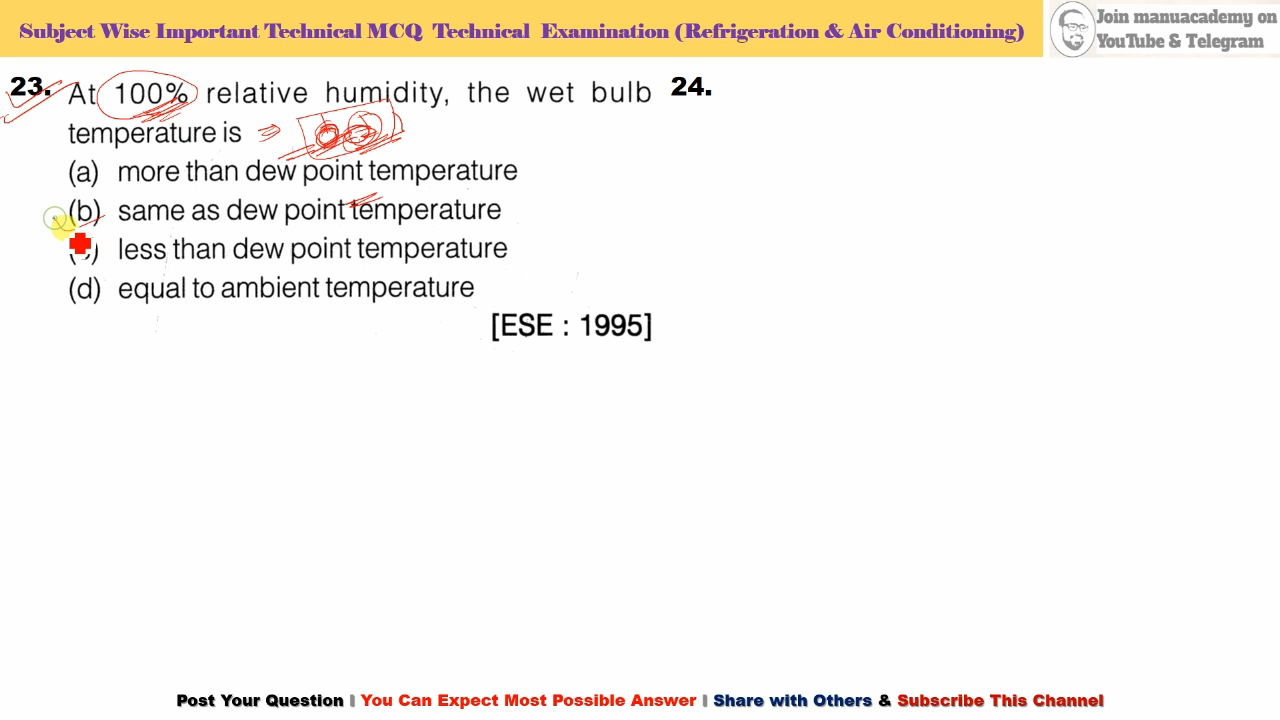 Subject Wise Important Technical MCQ Technical Examination (Refrigeration & Air Conditioning)
Join manuacademy on
YouTube & Telegram
23. At 100% relative humidity, the wet bulb
temperature is
(a) more than dew point temperature
(b) same as dew point temperature
less than dew point temperature
(d) equal to ambient temperature
[ESE : 1995]
24.
Post Your Question | You Can Expect Most Possible Answer | Share with Others & Subscribe This Channel